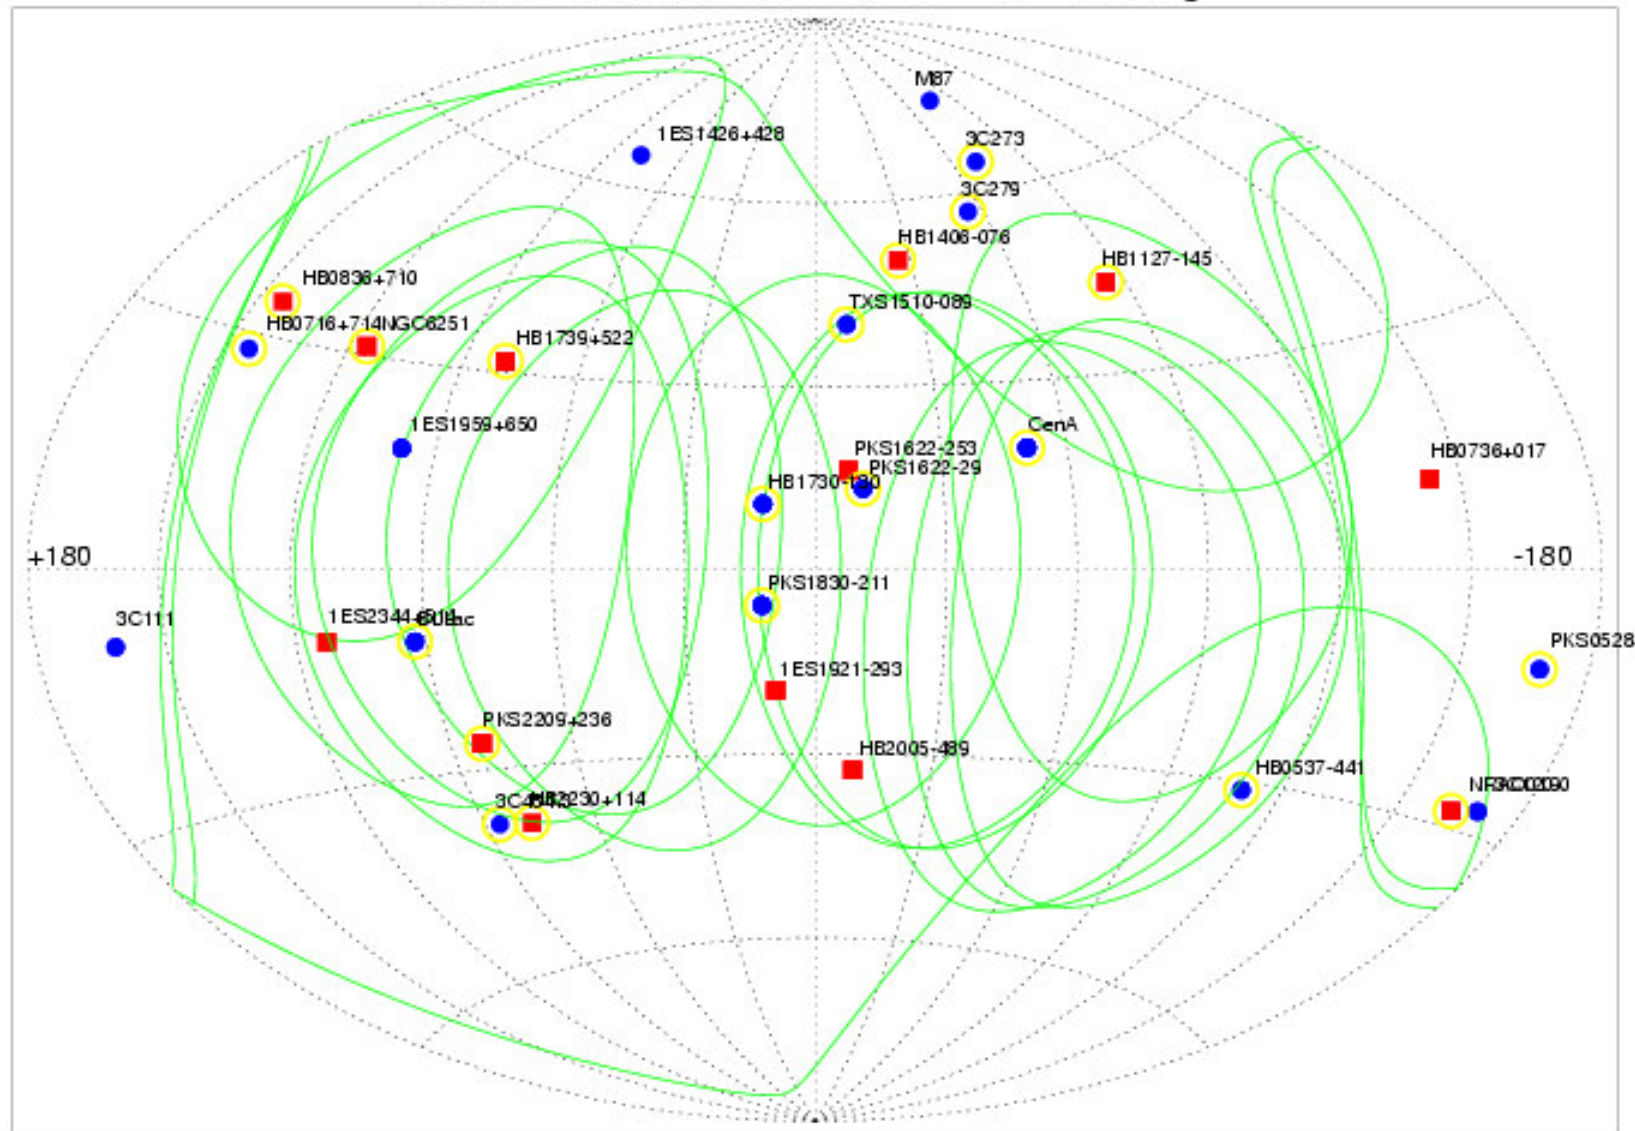 M87
1ES1426+428
3C273
3C279
HB1406-076
HB1127-145
HB0836+710
TXS1510-089
HB0716+714
NGC6251
HB1739+522
1ES1959+650
CenA
PKS1622-253
HB0736+017
PKS1622-29
HB1730-130
+180
-180
PKS1830-211
3C111
PKS0528
1ES1921-293
PKS2209+236
HB2005-489
HB0537-441